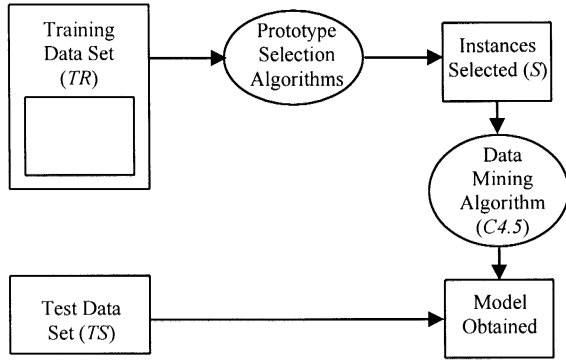 Training
Data Set
(TR)
Prototype
Selection
Algorithms
Instances
Selected (S)
Data
Mining
Algorithm
(C4.5)
Test Data
Set (TS)
Model
Obtained